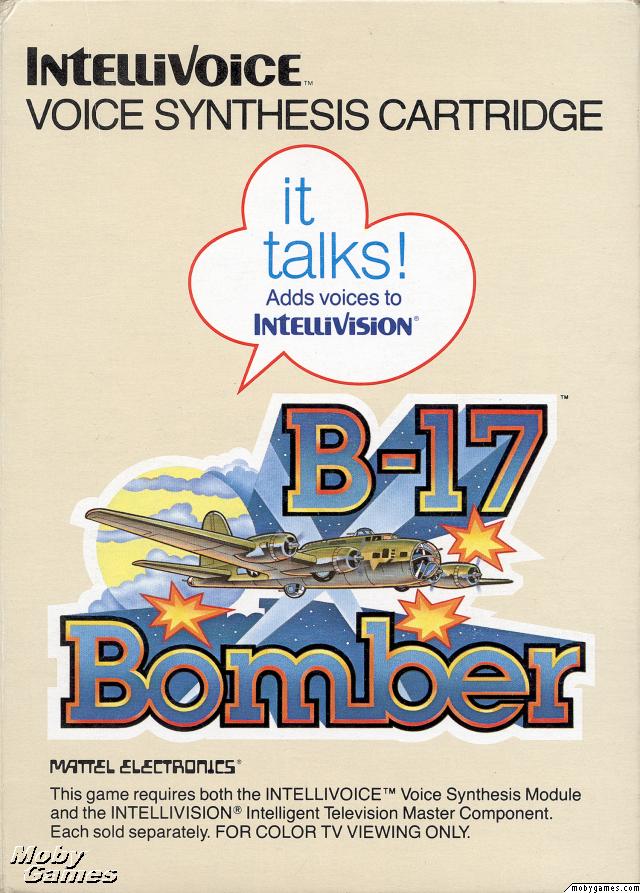 INTELLIVOICE™
VOICE SYNTHESIS CARTRIDGE
it
talks!
Adds voices to
INTELLIVISION®
B-17™
Bomber
MATTEL ELECTRONICS®
This game requires both the INTELLIVOICE™ Voice Synthesis Module
and the INTELLIVISION® Intelligent Television Master Component.
Each sold separately. FOR COLOR TV VIEWING ONLY.
Moby
Games
mobygames.com